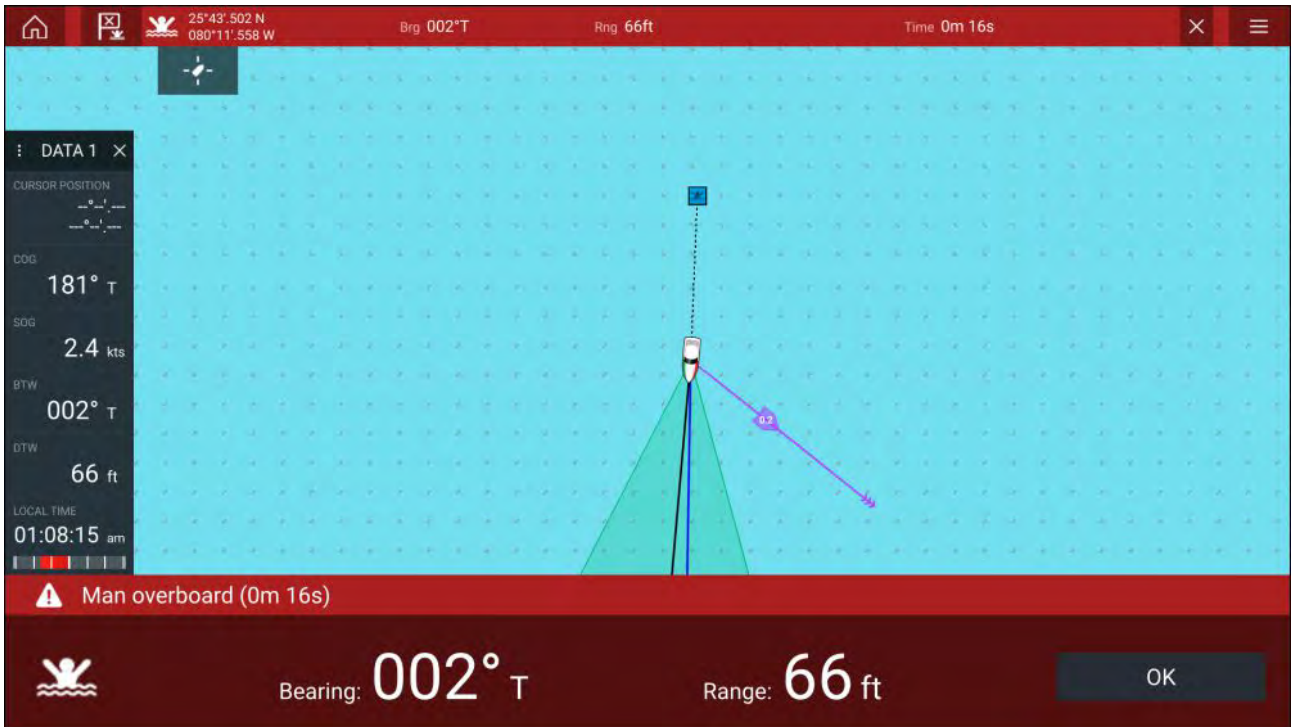 25°43'.502 N
080°11'.558 W
Brg 002°T
Rng 66ft
Time 0m 16s
DATA 1
CURSOR POSITION
--°--'.---
---°--'.---
COG
181° T
SOG
2.4 kts
BTW
002° T
DTW
66 ft
LOCAL TIME
01:08:15 am
0.2
Man overboard (0m 16s)
Bearing: 002° T
Range: 66 ft
OK